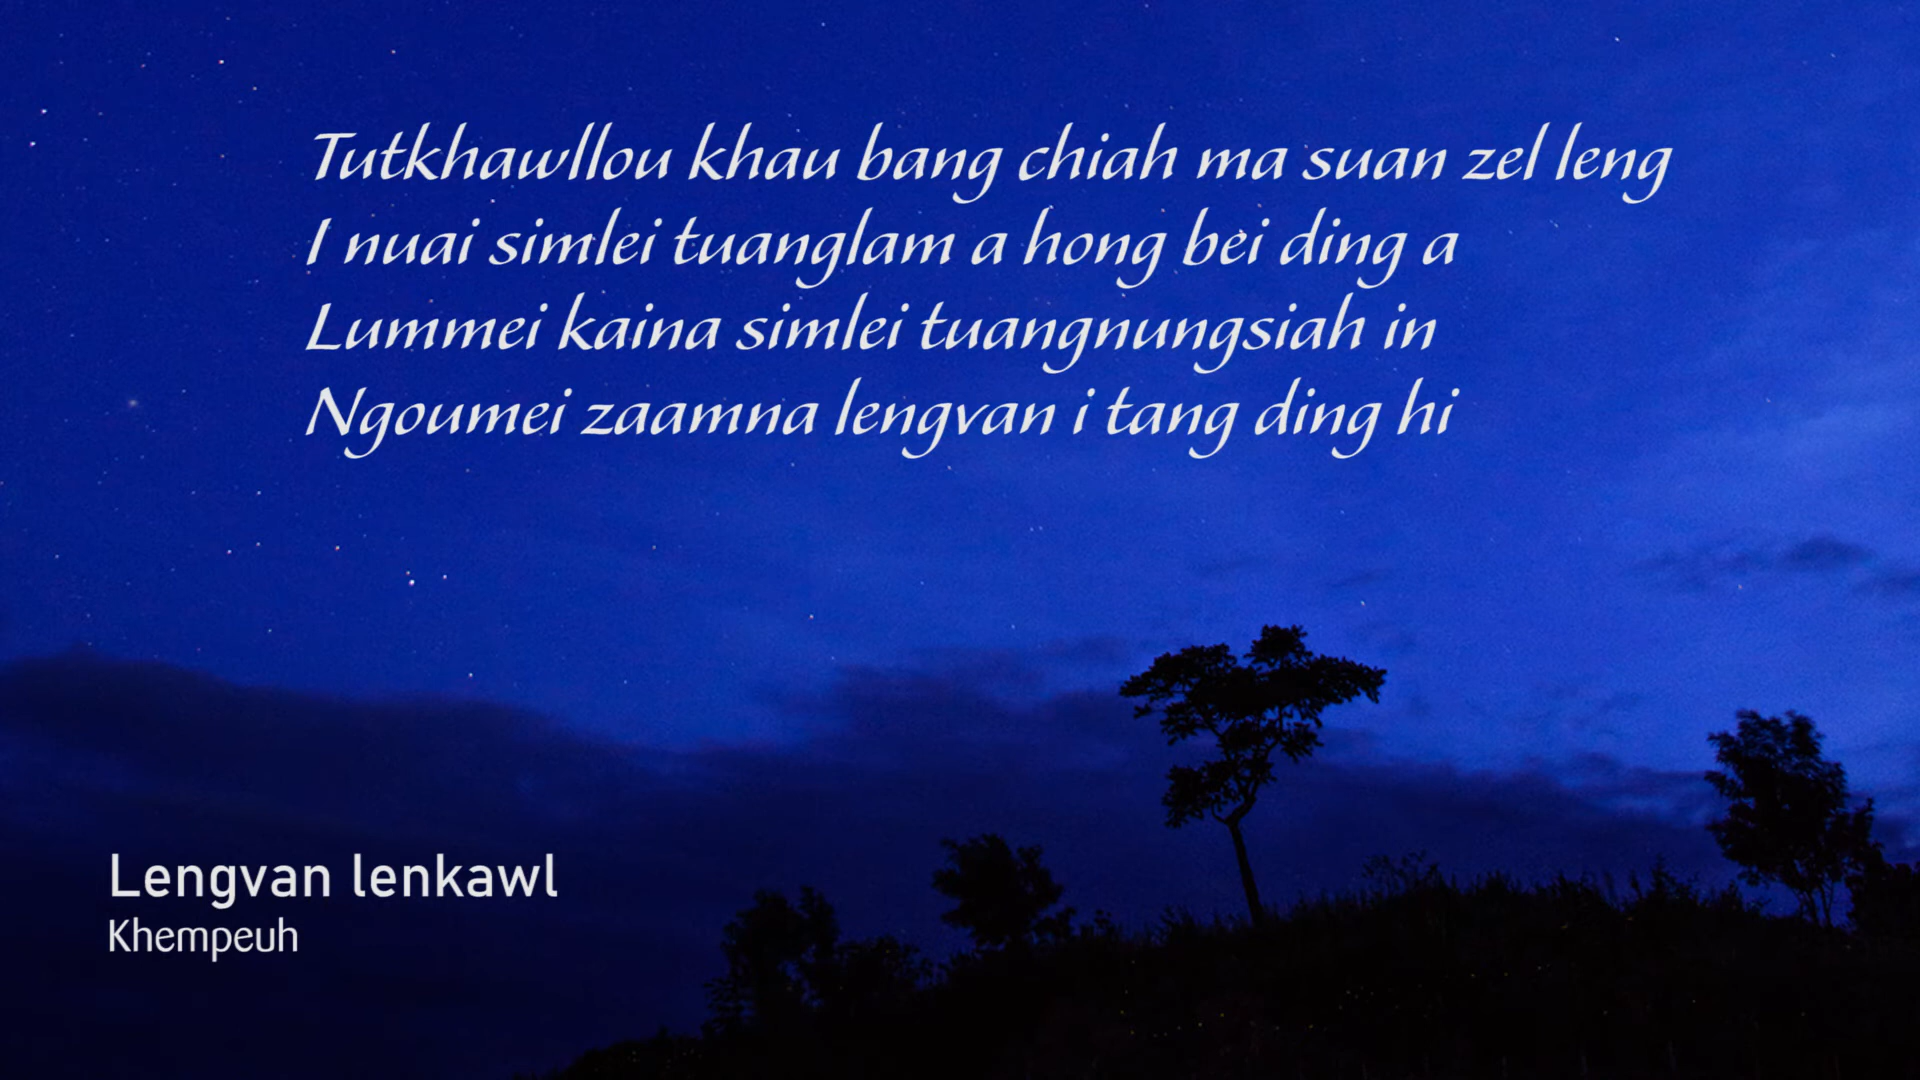 Tutkhawllou khau bang chiah ma suan zel leng
I nuai simlei tuanglam a hong bei ding a
Lummei kaina simlei tuangnungsiah in
Ngoumei zaamna lengvan i tang ding hi
Lengvan lenkawl
Khempeuh